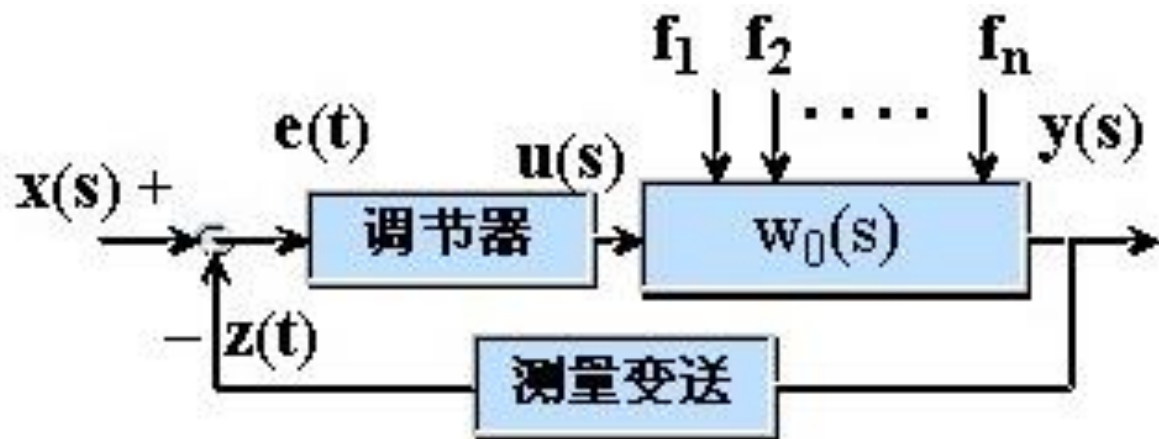 f₁ f₂ fₙ
e(t) u(s) y(s)
x(s) +
调节器 w₀(s)
− z(t)
测量变送